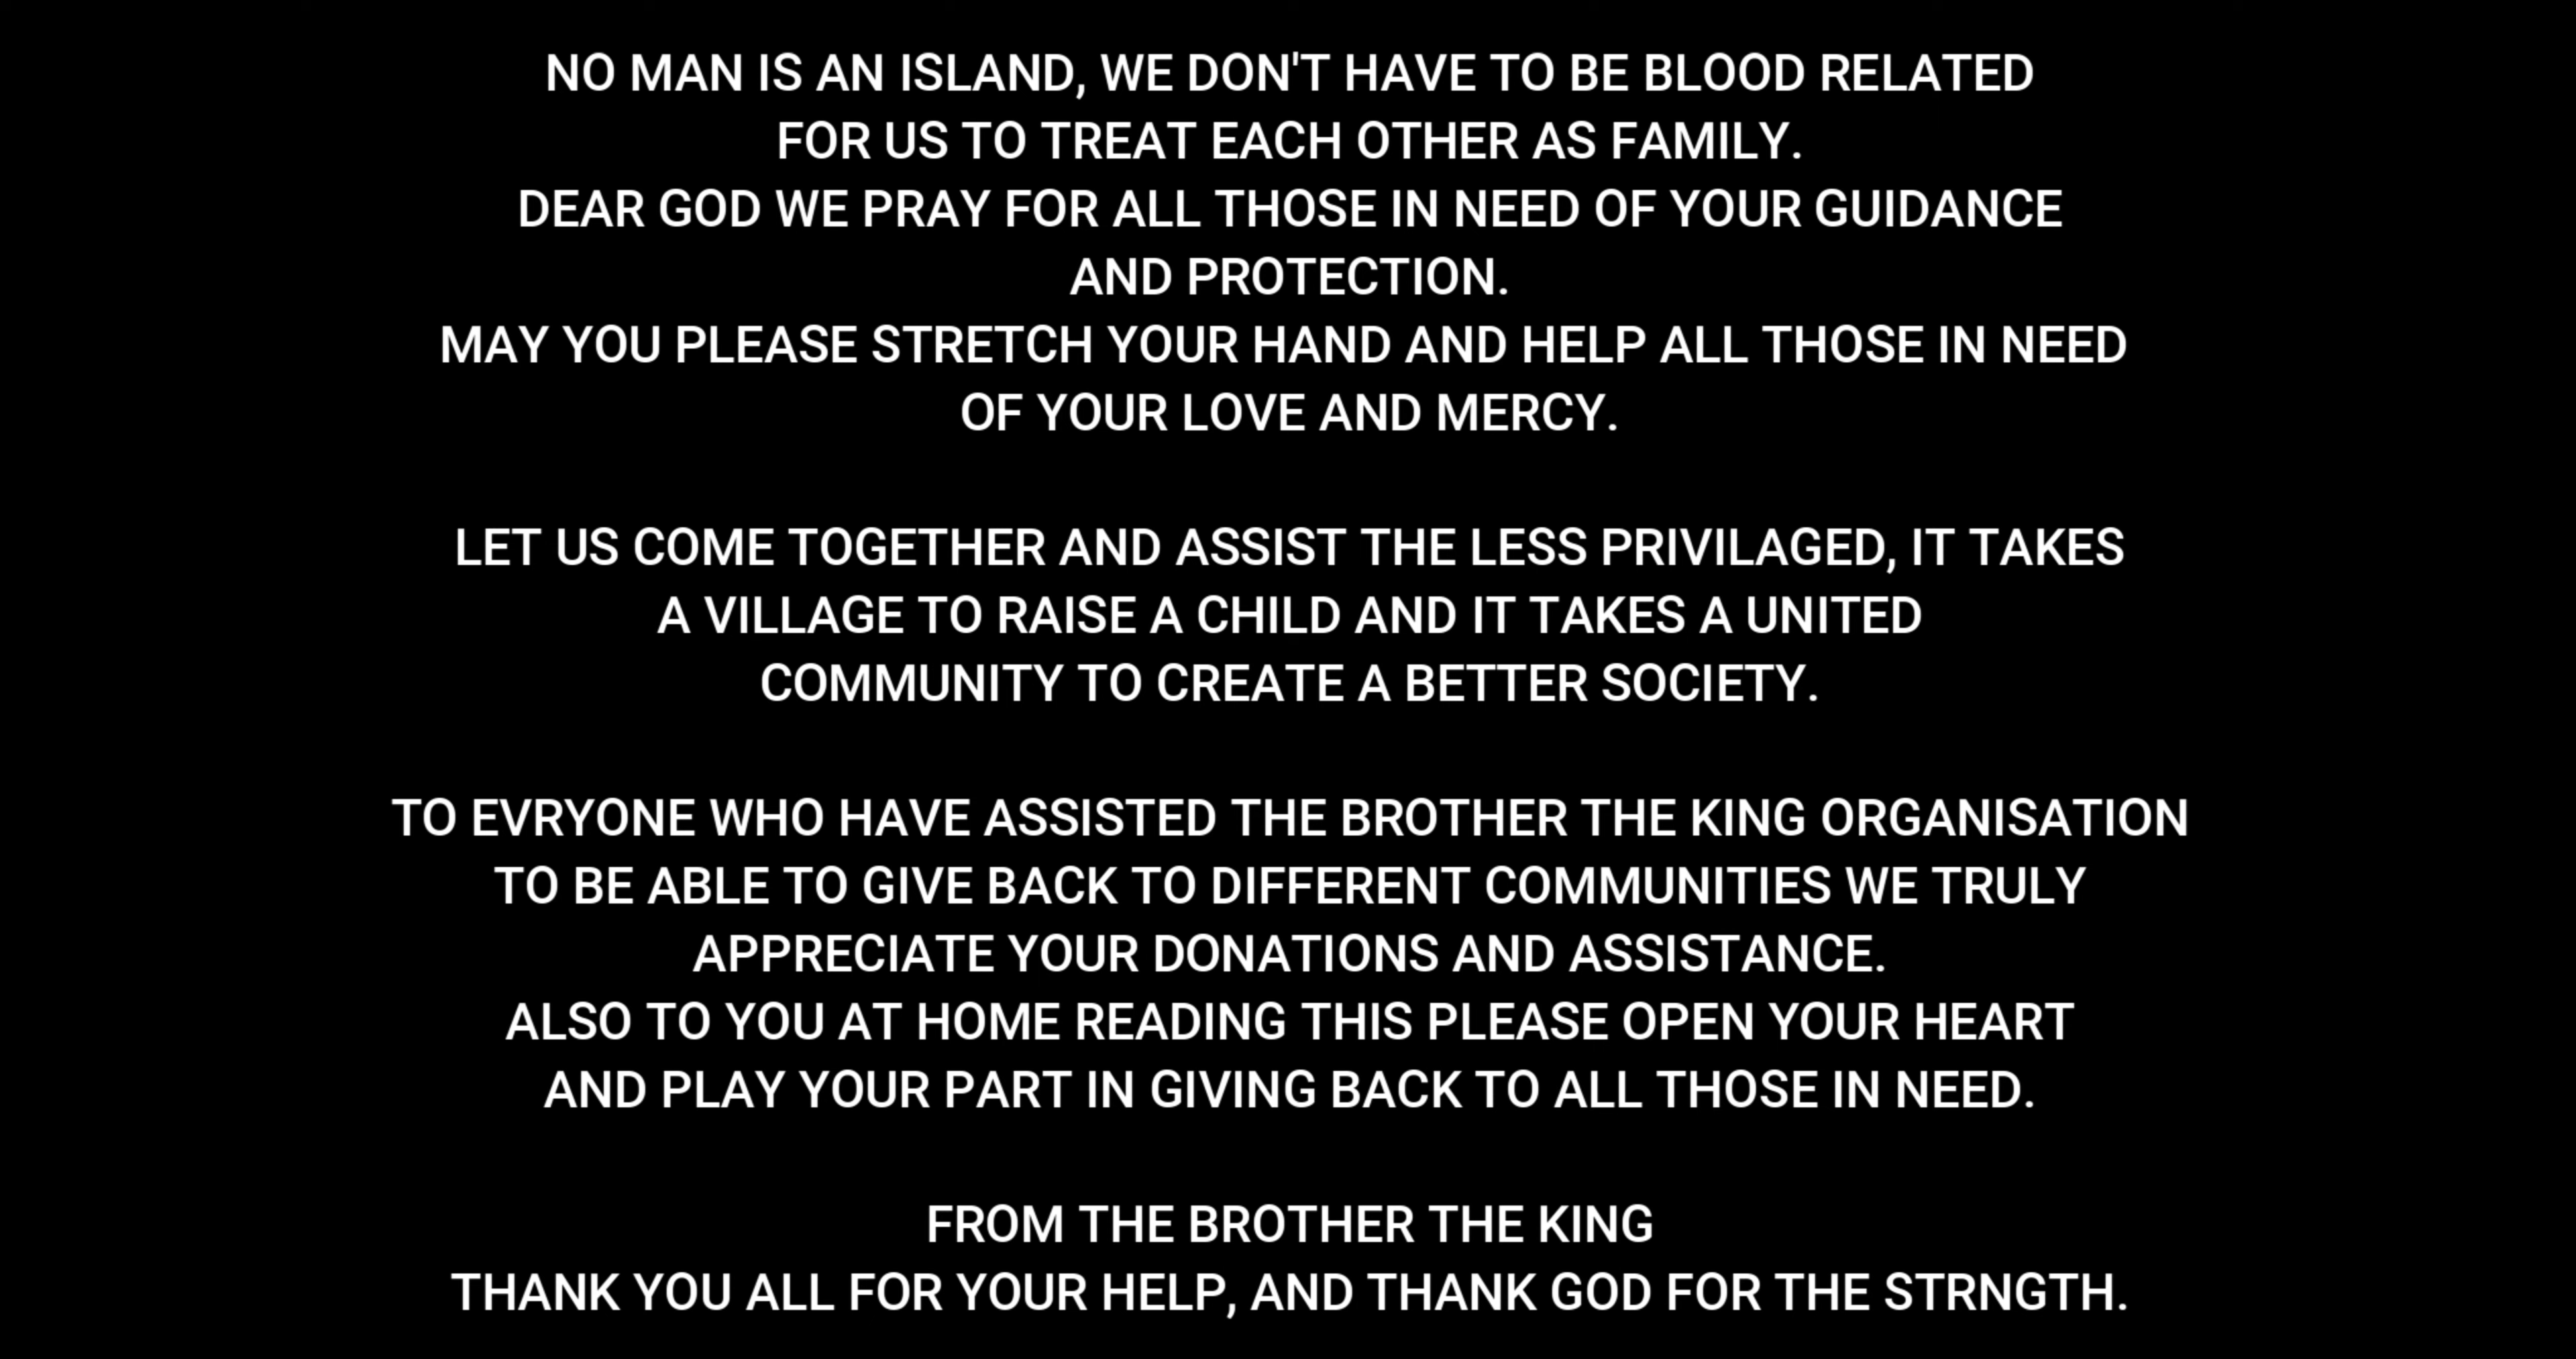 NO MAN IS AN ISLAND, WE DON'T HAVE TO BE BLOOD RELATED
FOR US TO TREAT EACH OTHER AS FAMILY.
DEAR GOD WE PRAY FOR ALL THOSE IN NEED OF YOUR GUIDANCE
AND PROTECTION.
MAY YOU PLEASE STRETCH YOUR HAND AND HELP ALL THOSE IN NEED
OF YOUR LOVE AND MERCY.
LET US COME TOGETHER AND ASSIST THE LESS PRIVILAGED, IT TAKES
A VILLAGE TO RAISE A CHILD AND IT TAKES A UNITED
COMMUNITY TO CREATE A BETTER SOCIETY.
TO EVRYONE WHO HAVE ASSISTED THE BROTHER THE KING ORGANISATION
TO BE ABLE TO GIVE BACK TO DIFFERENT COMMUNITIES WE TRULY
APPRECIATE YOUR DONATIONS AND ASSISTANCE.
ALSO TO YOU AT HOME READING THIS PLEASE OPEN YOUR HEART
AND PLAY YOUR PART IN GIVING BACK TO ALL THOSE IN NEED.
FROM THE BROTHER THE KING
THANK YOU ALL FOR YOUR HELP, AND THANK GOD FOR THE STRNGTH.